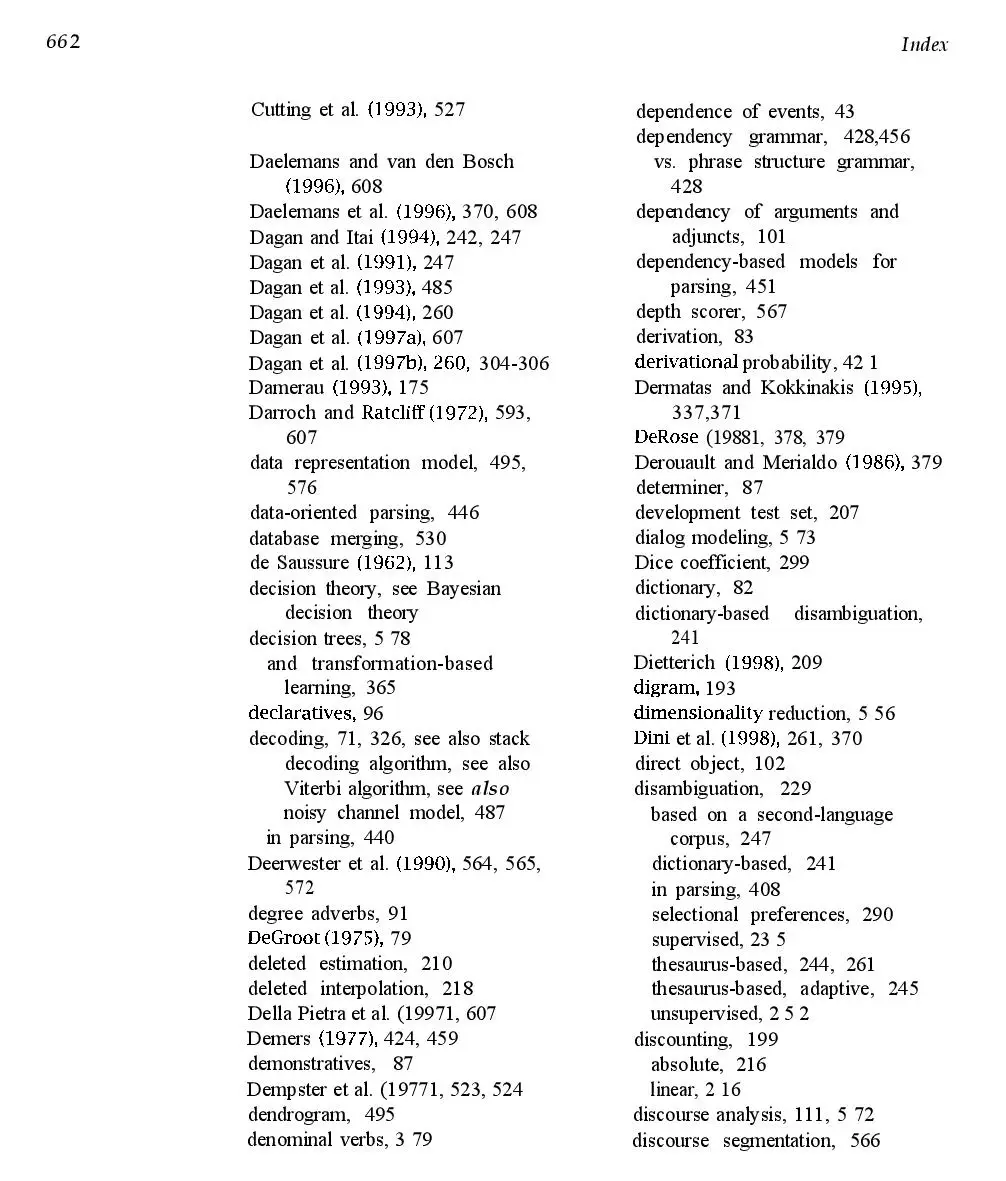 662
Index
Cutting et al. (1993), 527
Daelemans and van den Bosch
(1996), 608
Daelemans et al. (1996), 370, 608
Dagan and Itai (1994), 242, 247
Dagan et al. (1991), 247
Dagan et al. (1993), 485
Dagan et al. (1994), 260
Dagan et al. (1997a), 607
Dagan et al. (1997b), 260, 304-306
Damerau (1993), 175
Darroch and Ratcliff (1972), 593,
607
data representation model, 495,
576
data-oriented parsing, 446
database merging, 530
de Saussure (1962), 113
decision theory, see Bayesian
decision theory
decision trees, 5 78
and transformation-based
learning, 365
declaratives, 96
decoding, 71, 326, see also stack
decoding algorithm, see also
Viterbi algorithm, see also
noisy channel model, 487
in parsing, 440
Deerwester et al. (1990), 564, 565,
572
degree adverbs, 91
DeGroot (1975), 79
deleted estimation, 210
deleted interpolation, 218
Della Pietra et al. (19971, 607
Demers (1977), 424, 459
demonstratives, 87
Dempster et al. (19771, 523, 524
dendrogram, 495
denominal verbs, 3 79
dependence of events, 43
dependency grammar, 428,456
vs. phrase structure grammar,
428
dependency of arguments and
adjuncts, 101
dependency-based models for
parsing, 451
depth scorer, 567
derivation, 83
derivational probability, 42 1
Dermatas and Kokkinakis (1995),
337,371
DeRose (19881, 378, 379
Derouault and Merialdo (1986), 379
determiner, 87
development test set, 207
dialog modeling, 5 73
Dice coefficient, 299
dictionary, 82
dictionary-based disambiguation,
241
Dietterich (1998), 209
digram, 193
dimensionality reduction, 5 56
Dini et al. (1998), 261, 370
direct object, 102
disambiguation, 229
based on a second-language
corpus, 247
dictionary-based, 241
in parsing, 408
selectional preferences, 290
supervised, 23 5
thesaurus-based, 244, 261
thesaurus-based, adaptive, 245
unsupervised, 2 5 2
discounting, 199
absolute, 216
linear, 2 16
discourse analysis, 111, 5 72
discourse segmentation, 566